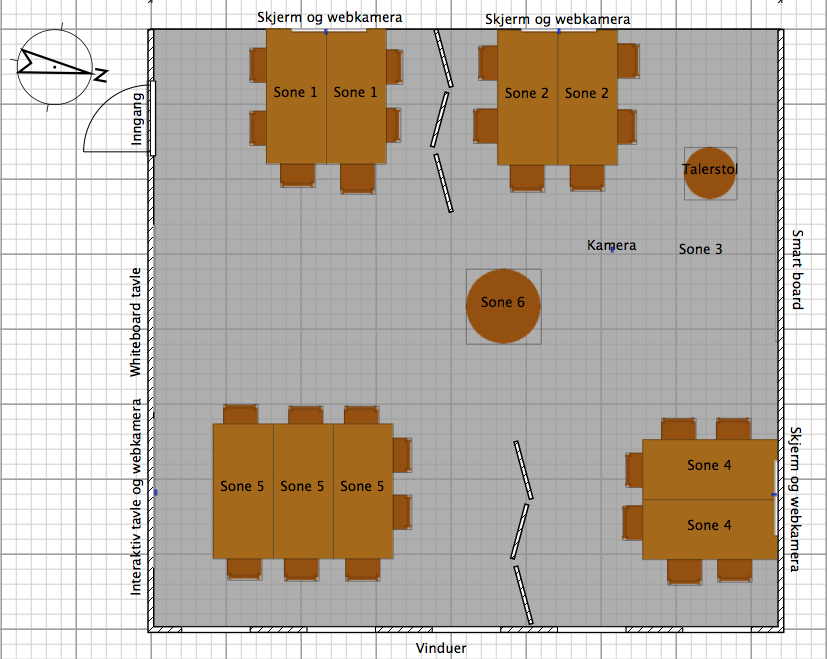 Skjerm og webkamera
Skjerm og webkamera
N
Inngang
Sone 1
Sone 1
Sone 2
Sone 2
Talerstol
Kamera
Sone 3
Smart board
Whiteboard tavle
Sone 6
Interaktiv tavle og webkamera
Sone 5
Sone 5
Sone 5
Sone 4
Sone 4
Skjerm og webkamera
Vinduer